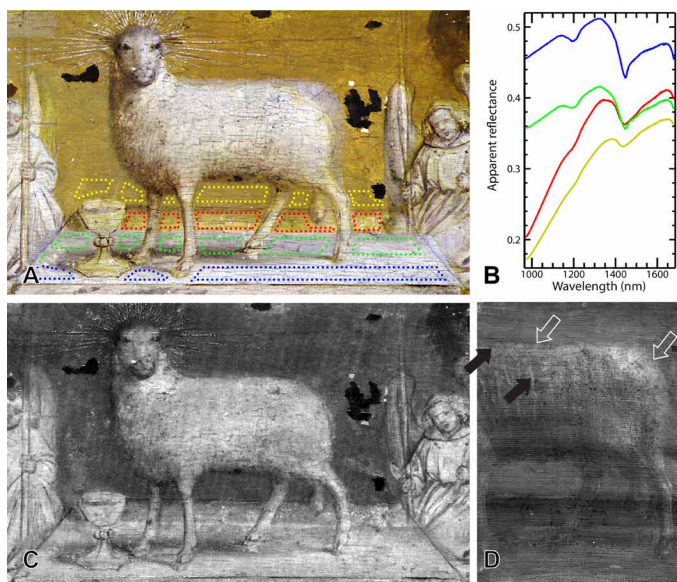 A
B
0.5
0.4
0.3
0.2
Apparent reflectance
1000 1200 1400 1600
Wavelength (nm)
C
D